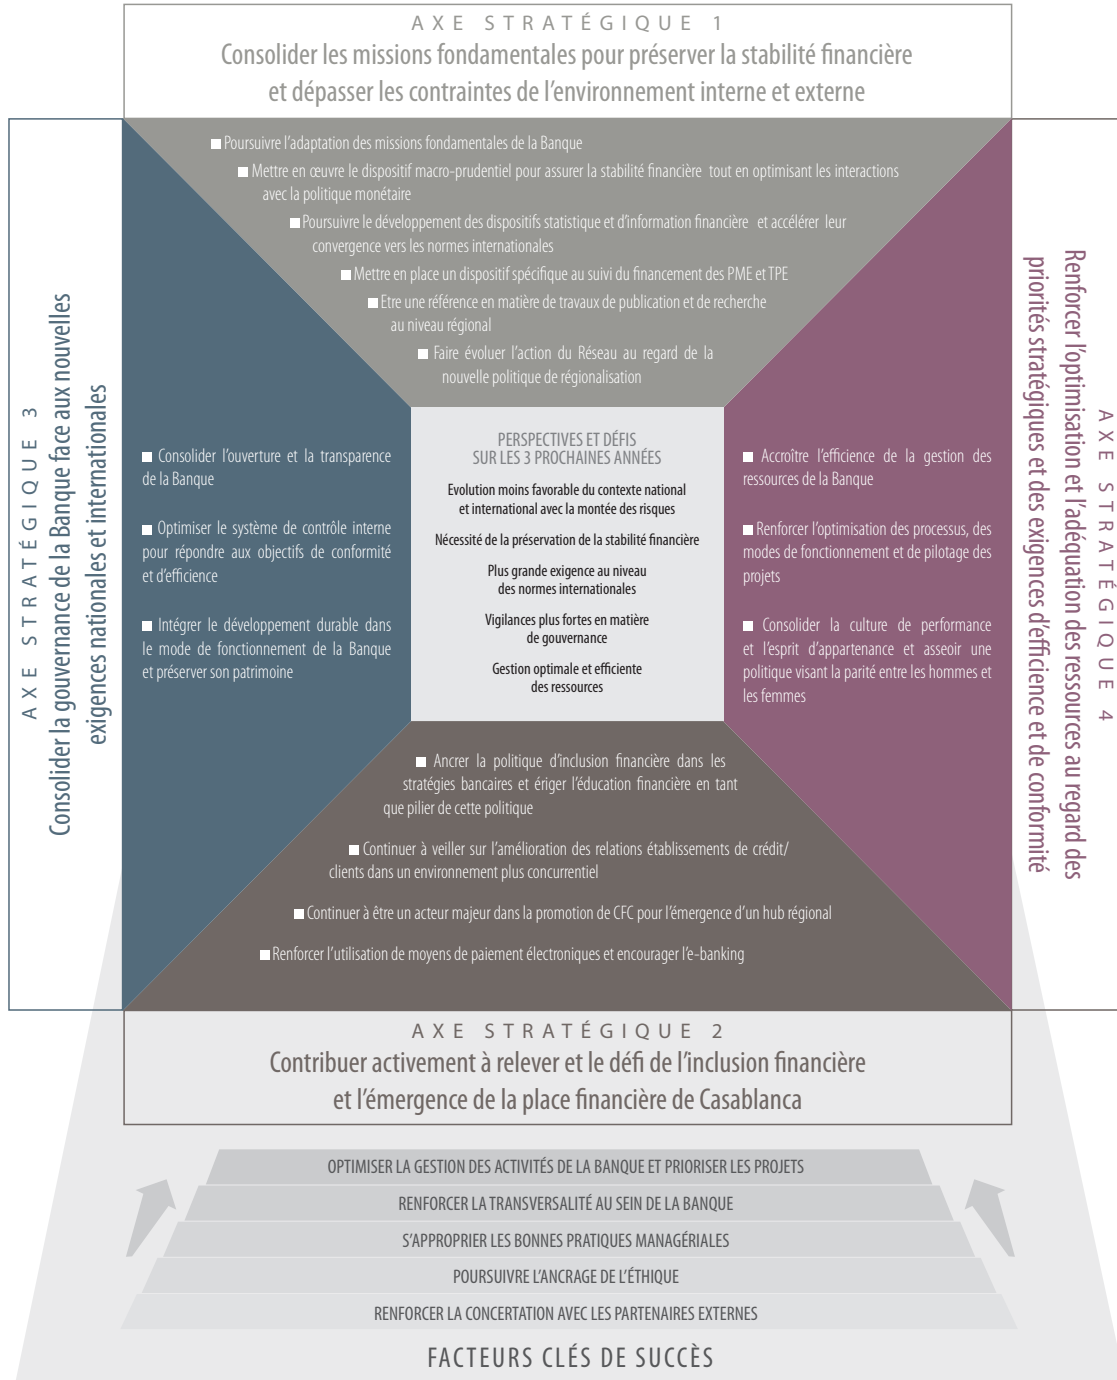 AXE STRATÉGIQUE 1
Consolider les missions fondamentales pour préserver la stabilité financière
et dépasser les contraintes de l'environnement interne et externe
■ Poursuivre l'adaptation des missions fondamentales de la Banque
■ Mettre en œuvre le dispositif macro-prudentiel pour assurer la stabilité financière tout en optimisant les interactions
avec la politique monétaire
■ Poursuivre le développement des dispositifs statistique et d'information financière et accélérer leur
convergence vers les normes internationales
■ Mettre en place un dispositif spécifique au suivi du financement des PME et TPE
■ Etre une référence en matière de travaux de publication et de recherche
au niveau régional
■ Faire évoluer l'action du Réseau au regard de la
nouvelle politique de régionalisation
AXE STRATÉGIQUE 3
Consolider la gouvernance de la Banque face aux nouvelles
exigences nationales et internationales
■ Consolider l'ouverture et la transparence
de la Banque
■ Optimiser le système de contrôle interne
pour répondre aux objectifs de conformité
et d'efficience
■ Intégrer le développement durable dans
le mode de fonctionnement de la Banque
et préserver son patrimoine
PERSPECTIVES ET DÉFIS
SUR LES 3 PROCHAINES ANNÉES
Evolution moins favorable du contexte national
et international avec la montée des risques
Nécessité de la préservation de la stabilité financière
Plus grande exigence au niveau
des normes internationales
Vigilances plus fortes en matière
de gouvernance
Gestion optimale et efficiente
des ressources
■ Accroître l'efficience de la gestion des
ressources de la Banque
■ Renforcer l'optimisation des processus, des
modes de fonctionnement et de pilotage des
projets
■ Consolider la culture de performance
et l'esprit d'appartenance et asseoir une
politique visant la parité entre les hommes et
les femmes
AXE STRATÉGIQUE 4
Renforcer l'optimisation et l'adéquation des ressources au regard des
priorités stratégiques et des exigences d'efficience et de conformité
■ Ancrer la politique d'inclusion financière dans les
stratégies bancaires et ériger l'éducation financière en tant
que pilier de cette politique
■ Continuer à veiller sur l'amélioration des relations établissements de crédit/
clients dans un environnement plus concurrentiel
■ Continuer à être un acteur majeur dans la promotion de CFC pour l'émergence d'un hub régional
■ Renforcer l'utilisation de moyens de paiement électroniques et encourager l'e-banking
AXE STRATÉGIQUE 2
Contribuer activement à relever et le défi de l'inclusion financière
et l'émergence de la place financière de Casablanca
OPTIMISER LA GESTION DES ACTIVITÉS DE LA BANQUE ET PRIORISER LES PROJETS
RENFORCER LA TRANSVERSALITÉ AU SEIN DE LA BANQUE
S'APPROPRIER LES BONNES PRATIQUES MANAGÉRIALES
POURSUIVRE L'ANCRAGE DE L'ÉTHIQUE
RENFORCER LA CONCERTATION AVEC LES PARTENAIRES EXTERNES
FACTEURS CLÉS DE SUCCÈS